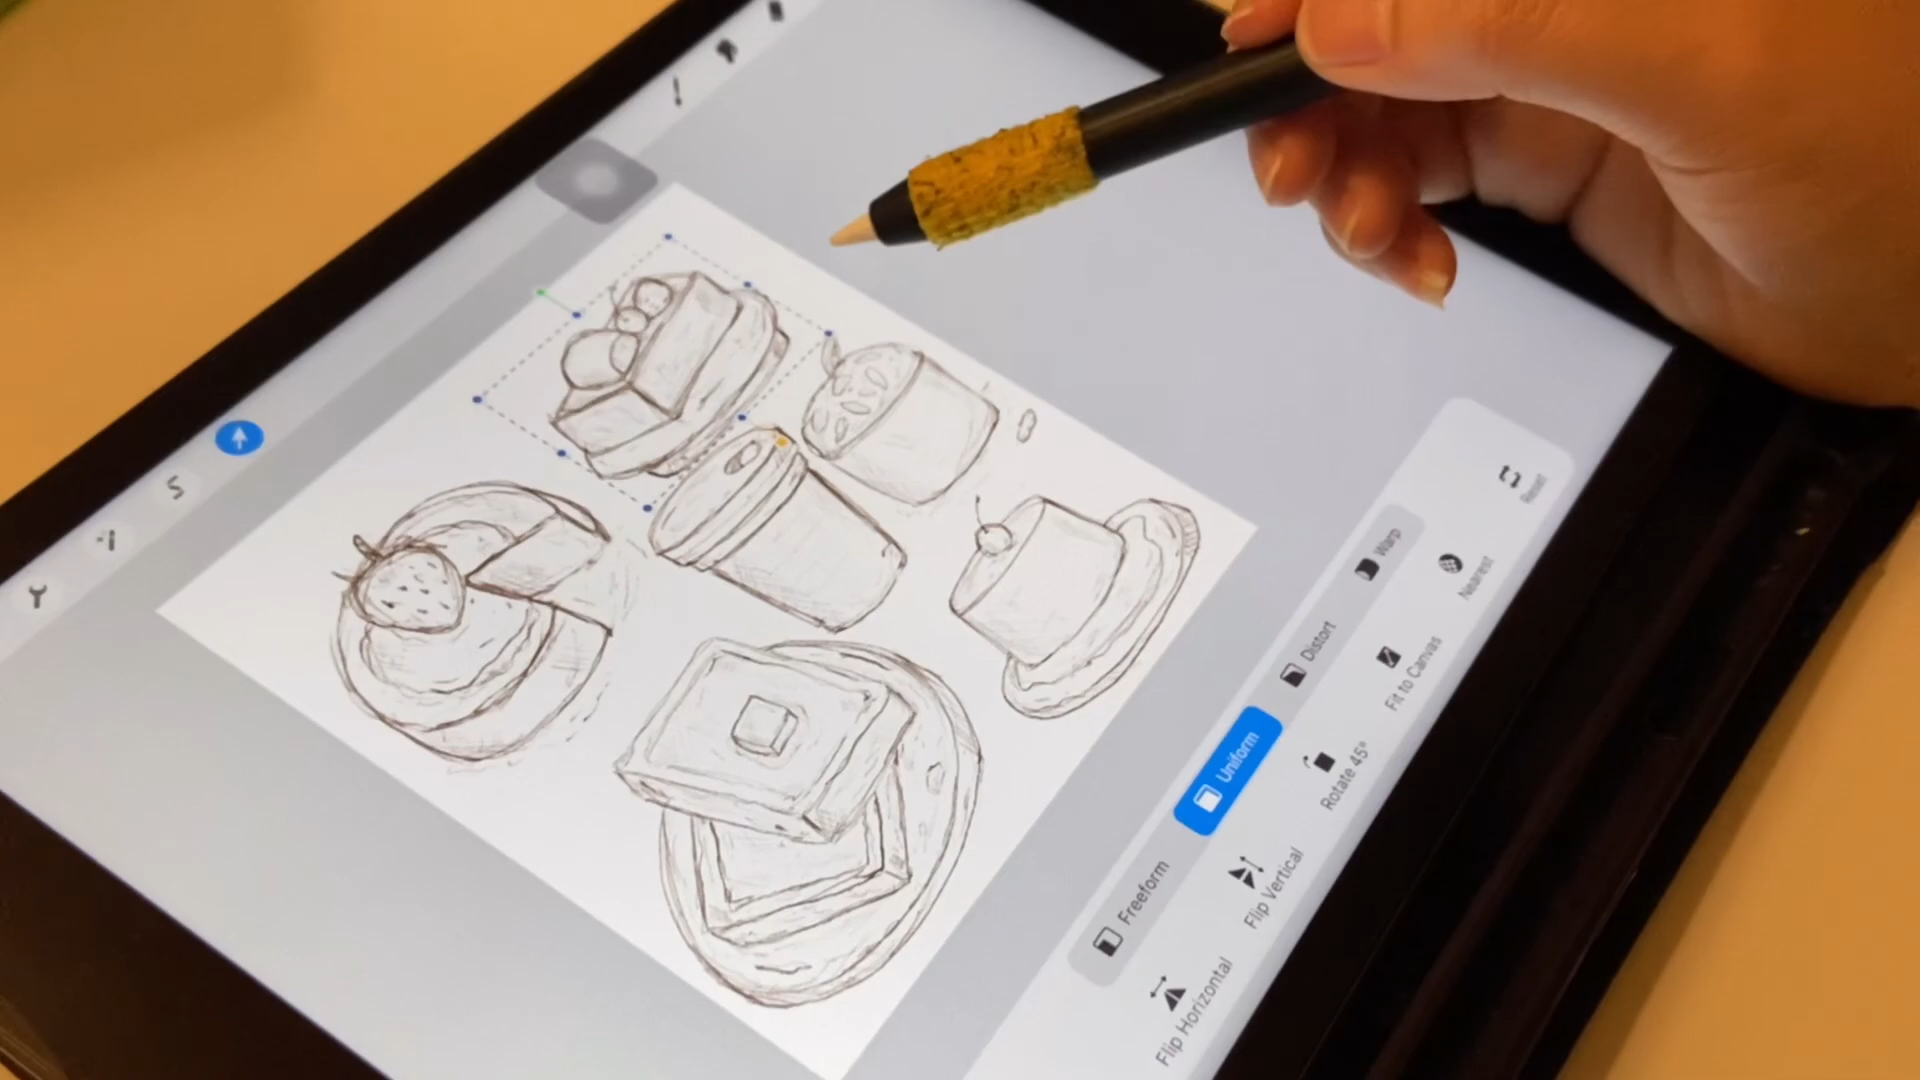 Freeform
Uniform
Distort
Warp
Flip Horizontal
Flip Vertical
Rotate 45°
Fit to Canvas
Nearest
Reset